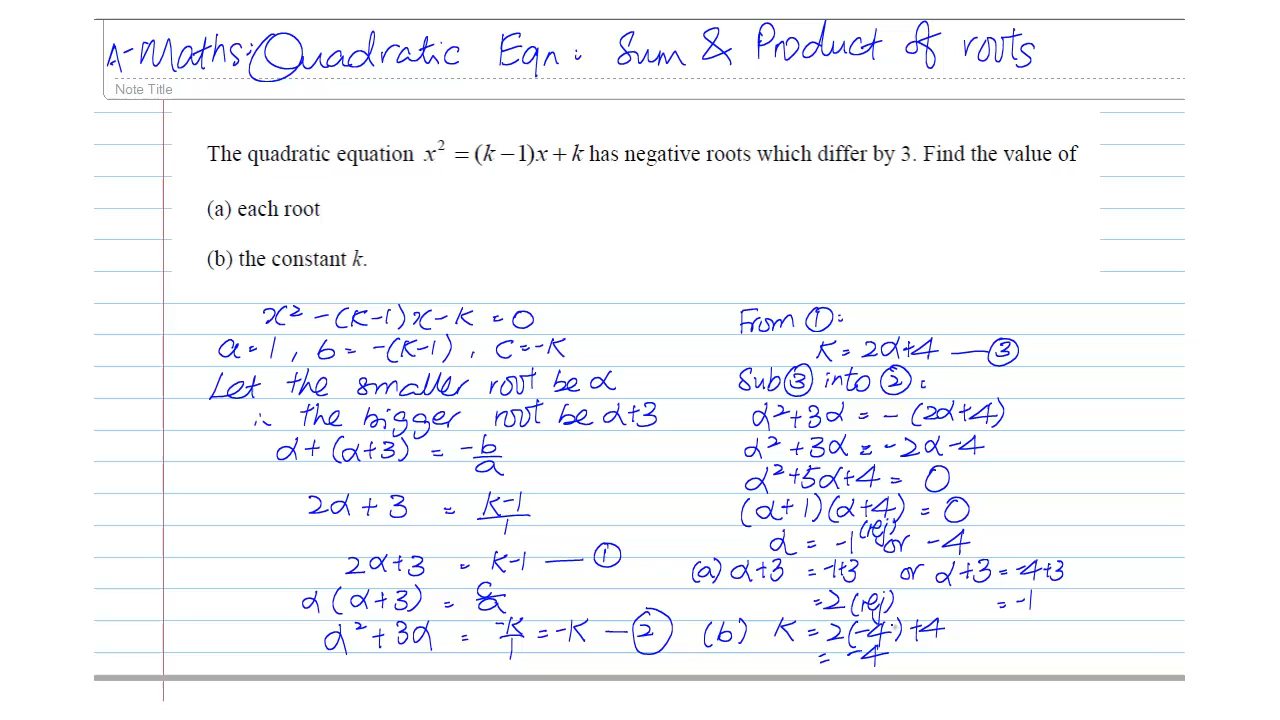 A-Maths: Quadratic Eqn: Sum & Product of roots
Note Title
The quadratic equation x² = (k − 1)x + k has negative roots which differ by 3. Find the value of
(a) each root
(b) the constant k.
x² − (k−1)x − k = 0
a = 1, b = −(k−1), c = −k
Let the smaller root be α
∴ the bigger root be α+3
α + (α+3) = −b/a
2α + 3 = (k−1)/1
2α+3 = k−1 — ①
α(α+3) = c/a
α² + 3α = −k/1 = −k — ②
From ①:
k = 2α+4 — ③
Sub ③ into ②:
α² + 3α = −(2α+4)
α² + 3α = −2α−4
α² + 5α + 4 = 0
(α+1)(α+4) = 0
α = −1 (rej) or −4
(a) α+3 = −1+3 or α+3 = −4+3
= 2 (rej) = −1
(b) k = 2(−4) + 4
= −4